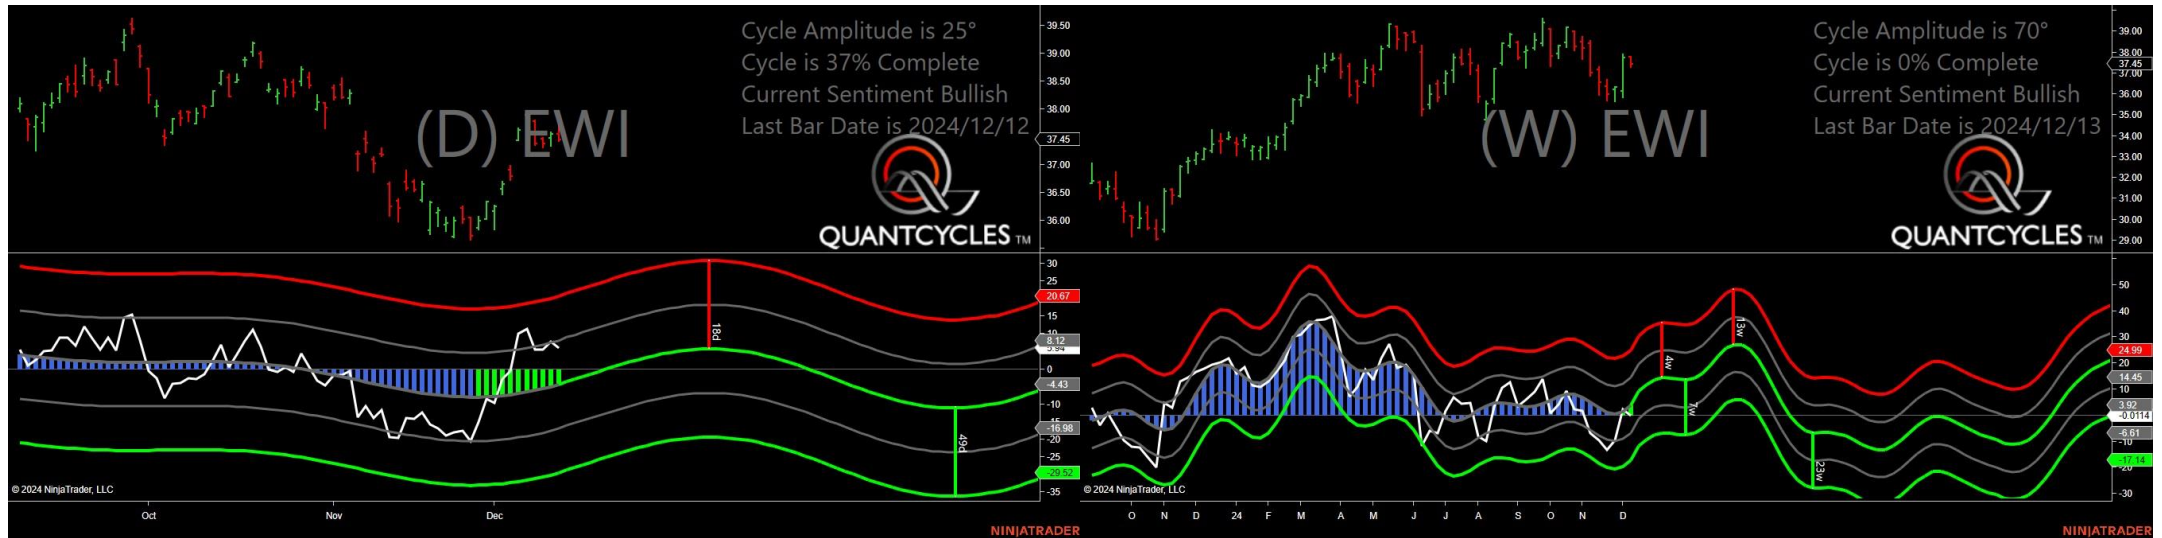 Cycle Amplitude is 25°
Cycle is 37% Complete
Current Sentiment Bullish
Last Bar Date is 2024/12/12
(D) EWI
QUANTCYCLES TM
39.50
39.00
38.50
38.00
37.45
37.00
36.50
36.00
30
25
20.67
15
10
8.12
5.94
0
-4.43
-10
-16.98
-20
-25
-29.52
-35
18d
49d
© 2024 NinjaTrader, LLC
Oct
Nov
Dec
NINJATRADER
Cycle Amplitude is 70°
Cycle is 0% Complete
Current Sentiment Bullish
Last Bar Date is 2024/12/13
(W) EWI
QUANTCYCLES TM
39.00
38.00
37.45
37.00
36.00
35.00
34.00
33.00
32.00
31.00
30.00
29.00
50
40
30
24.99
20
14.45
10
3.92
-0.0114
-6.61
-10
-17.14
-20
-30
4w
7w
13w
23w
© 2024 NinjaTrader, LLC
O N D 24 F M A M J J A S O N D
NINJATRADER